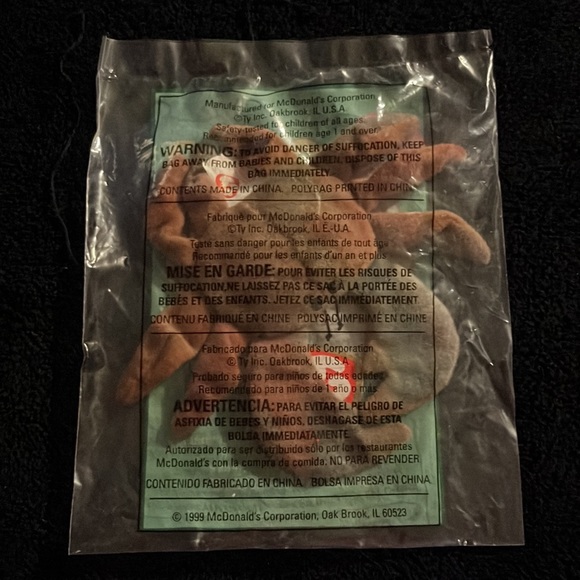 Manufactured for McDonald's Corporation
©Ty Inc. Oakbrook, IL U.S.A.
Safety-tested for children of all ages.
Recommended for children age 1 and over
WARNING: TO AVOID DANGER OF SUFFOCATION, KEEP
BAG AWAY FROM BABIES AND CHILDREN, DISPOSE OF THIS
BAG IMMEDIATELY
CONTENTS MADE IN CHINA. POLYBAG PRINTED IN CHINA
Fabriqué pour McDonald's Corporation
©Ty Inc. Oakbrook, IL É.-U.A.
Testé sans danger pour les enfants de tout âge
Recommandé pour les enfants d'un an et plus
MISE EN GARDE: POUR ÉVITER LES RISQUES DE
SUFFOCATION, NE LAISSEZ PAS CE SAC À LA PORTÉE DES
BÉBÉS ET DES ENFANTS. JETEZ CE SAC IMMÉDIATEMENT
CONTENU FABRIQUÉ EN CHINE POLYSAC IMPRIMÉ EN CHINE
Fabricado para McDonald's Corporation
©Ty Inc. Oakbrook, IL U.S.A.
Probado seguro para niños de todas edades
Recomendado para niños de 1 año o más
ADVERTENCIA: PARA EVITAR EL PELIGRO DE
ASFIXIA DE BEBES Y NIÑOS, DESHAGASE DE ESTA
BOLSA IMMEDIATAMENTE
Autorizado para ser distribuido sólo por los restaurantes
McDonald's con la compra de comida. NO PARA REVENDER
CONTENIDO FABRICADO EN CHINA. BOLSA IMPRESA EN CHINA
© 1999 McDonald's Corporation, Oak Brook, IL 60523